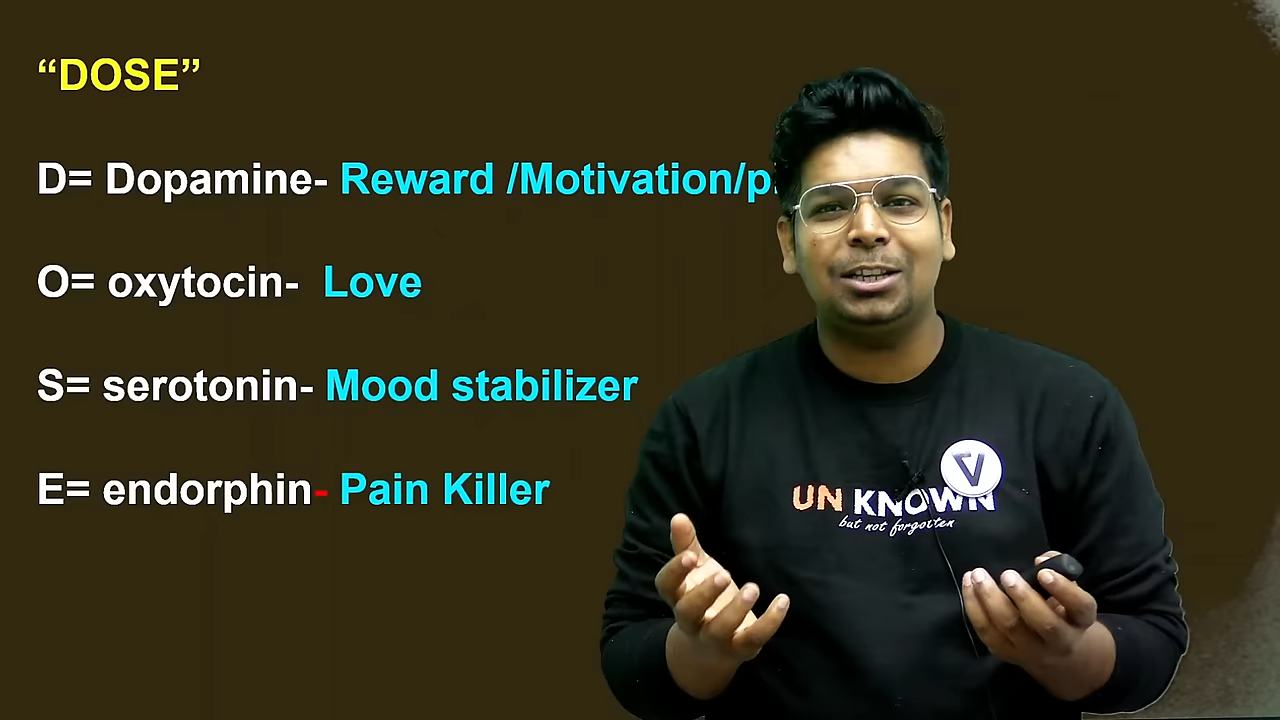 “DOSE”
D= Dopamine- Reward /Motivation/
O= oxytocin- Love
S= serotonin- Mood stabilizer
E= endorphin- Pain Killer
UN KNOWN
but not forgotten